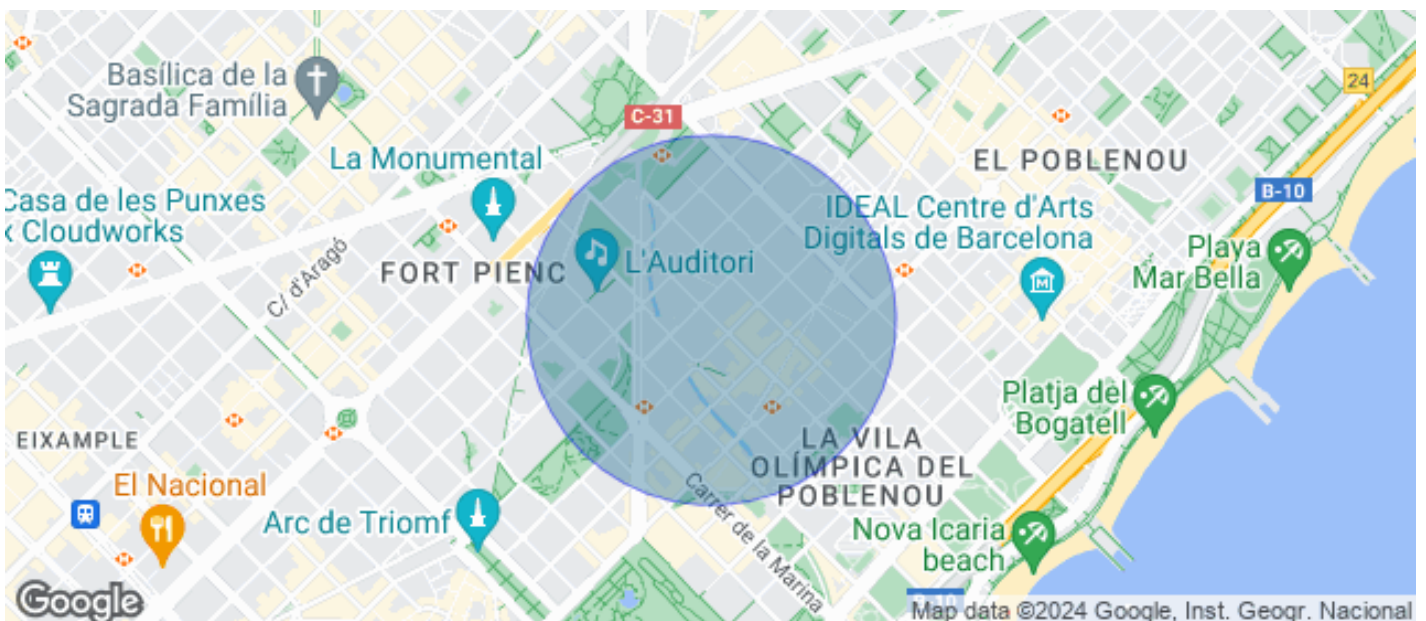 Basílica de la
Sagrada Família
24
C-31
La Monumental
EL POBLENOU
B-10
Casa de les Punxes
x Cloudworks
IDEAL Centre d'Arts
Digitals de Barcelona
Playa
Mar Bella
C/ d'Aragó
FORT PIENC
L'Auditori
Platja del
Bogatell
EIXAMPLE
LA VILA
OLÍMPICA DEL
POBLENOU
El Nacional
Arc de Triomf
Carrer de la Marina
Nova Icaria
beach
B-10
Google
Map data ©2024 Google, Inst. Geogr. Nacional